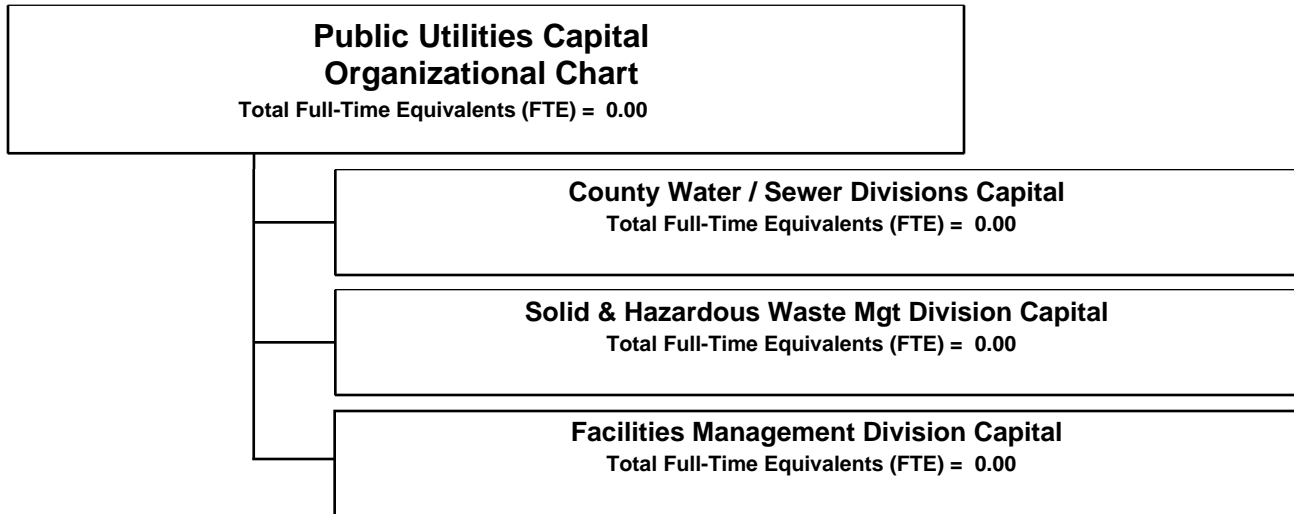 Public Utilities Capital
Organizational Chart
Total Full-Time Equivalents (FTE) = 0.00
County Water / Sewer Divisions Capital
Total Full-Time Equivalents (FTE) = 0.00
Solid & Hazardous Waste Mgt Division Capital
Total Full-Time Equivalents (FTE) = 0.00
Facilities Management Division Capital
Total Full-Time Equivalents (FTE) = 0.00